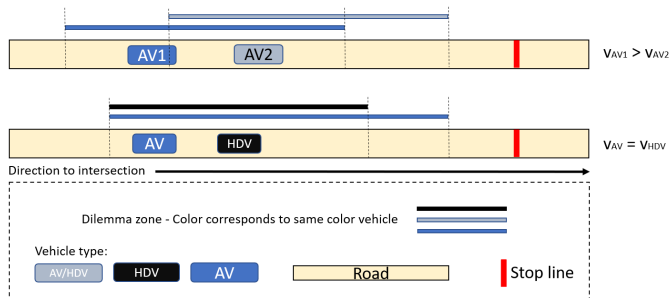 AV1 AV2 VAV1 > VAV2
AV HDV VAV = VHDV
Direction to intersection
Dilemma zone - Color corresponds to same color vehicle
Vehicle type:
AV/HDV HDV AV Road Stop line